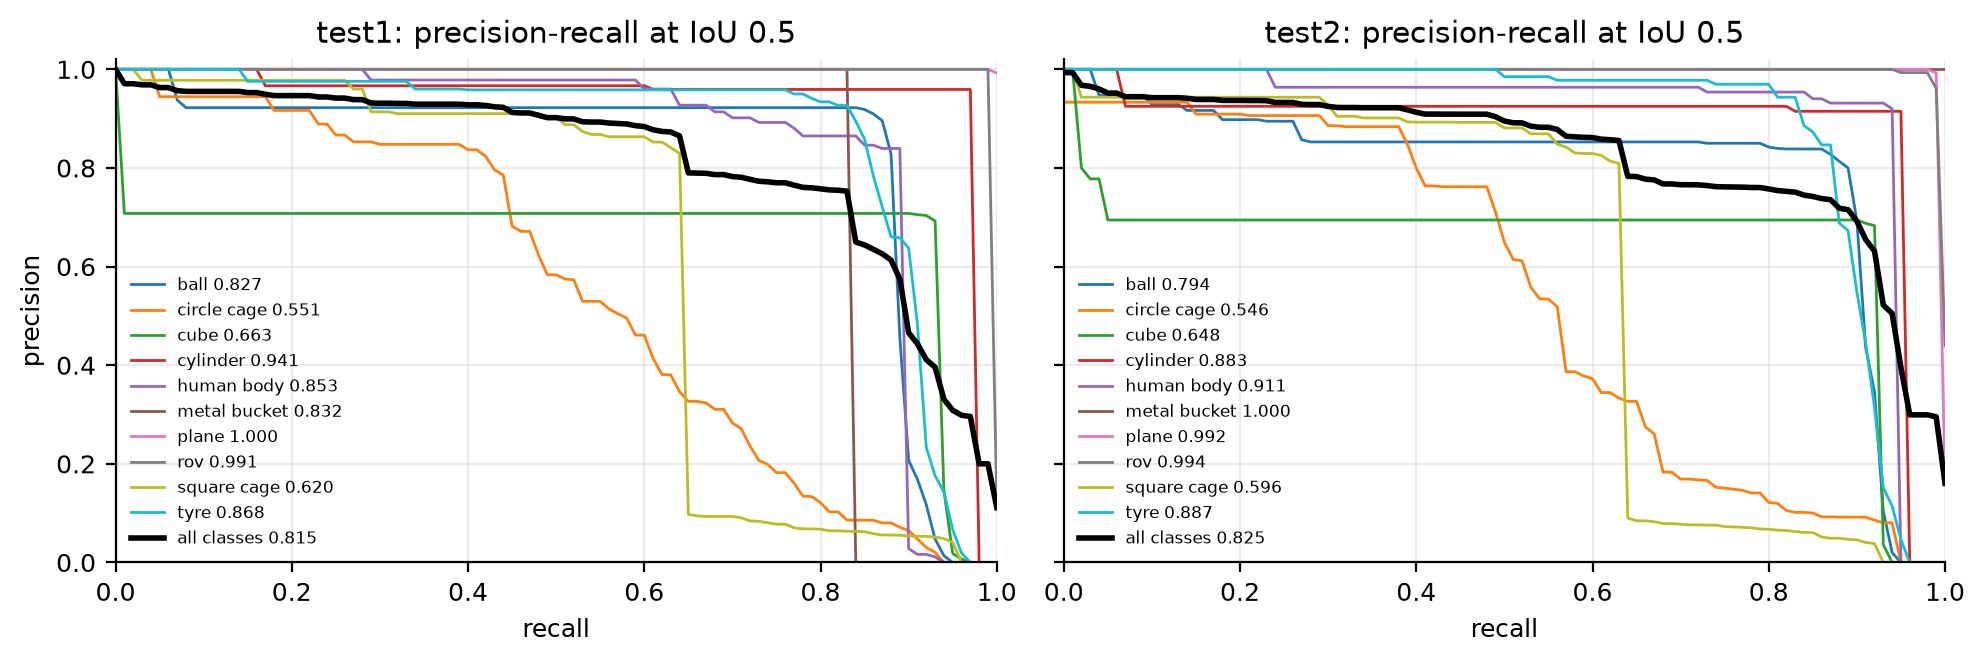 test1: precision-recall at IoU 0.5
precision
1.0
0.8
0.6
0.4
0.2
0.0
ball 0.827
circle cage 0.551
cube 0.663
cylinder 0.941
human body 0.853
metal bucket 0.832
plane 1.000
rov 0.991
square cage 0.620
tyre 0.868
all classes 0.815
0.0 0.2 0.4 0.6 0.8 1.0
recall
test2: precision-recall at IoU 0.5
ball 0.794
circle cage 0.546
cube 0.648
cylinder 0.883
human body 0.911
metal bucket 1.000
plane 0.992
rov 0.994
square cage 0.596
tyre 0.887
all classes 0.825
0.0 0.2 0.4 0.6 0.8 1.0
recall